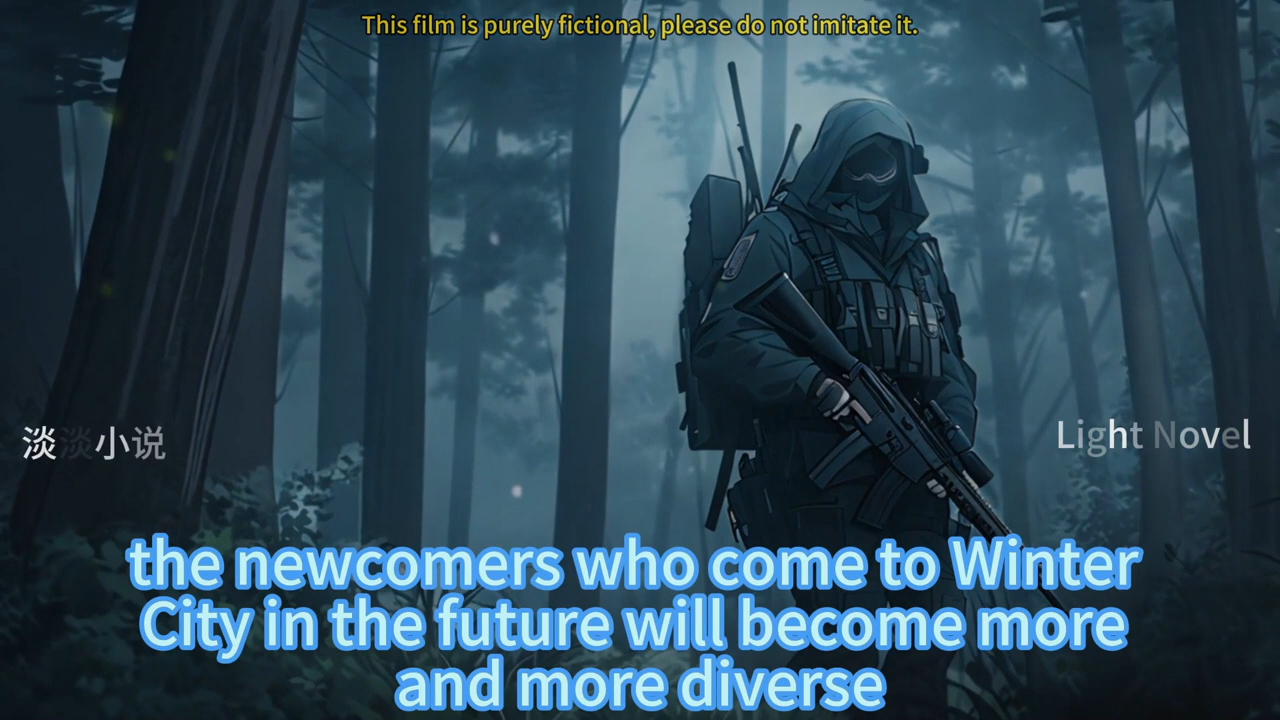 This film is purely fictional, please do not imitate it.
淡淡小说
Light Novel
the newcomers who come to Winter
City in the future will become more
and more diverse